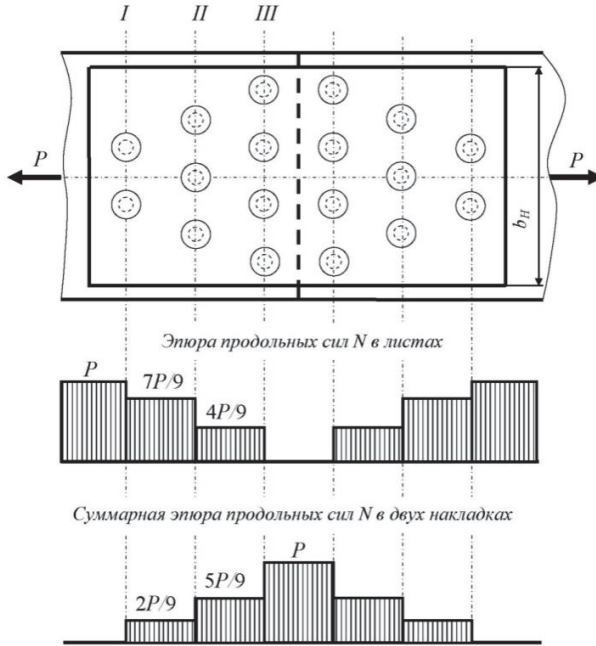 I II III
P P
b_H
Эпюра продольных сил N в листах
P
7P/9
4P/9
Суммарная эпюра продольных сил N в двух накладках
P
5P/9
2P/9